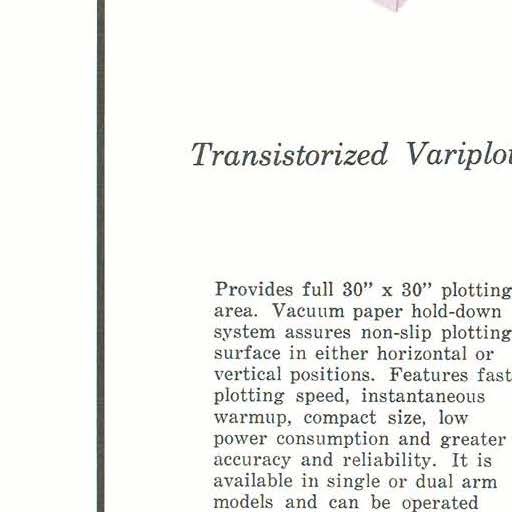 Transistorized Variplo
Provides full 30" x 30" plotting
area. Vacuum paper hold-down
system assures non-slip plotting
surface in either horizontal or
vertical positions. Features fast
plotting speed, instantaneous
warmup, compact size, low
power consumption and greater
accuracy and reliability. It is
available in single or dual arm
models and can be operated